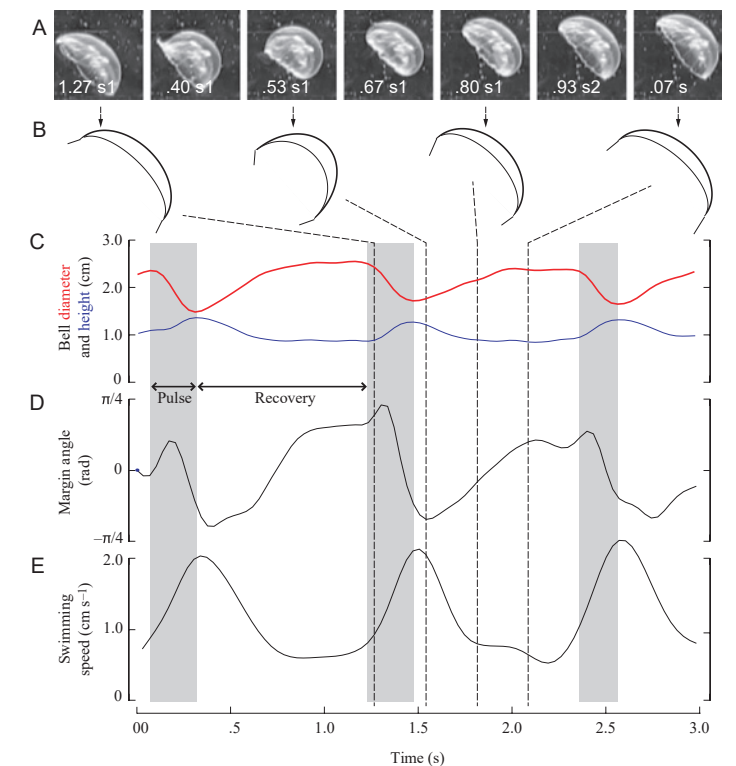 A
1.27 s1 .40 s1 .53 s1 .67 s1 .80 s1 .93 s2 .07 s
B
C
3.0
2.0
1.0
0
Bell diameter
and height (cm)
Pulse
Recovery
D
π/4
0
−π/4
Margin angle
(rad)
E
2.0
1.0
0
Swimming
speed (cm s−1)
00 .5 1.0 1.5 2.0 2.5 3.0
Time (s)